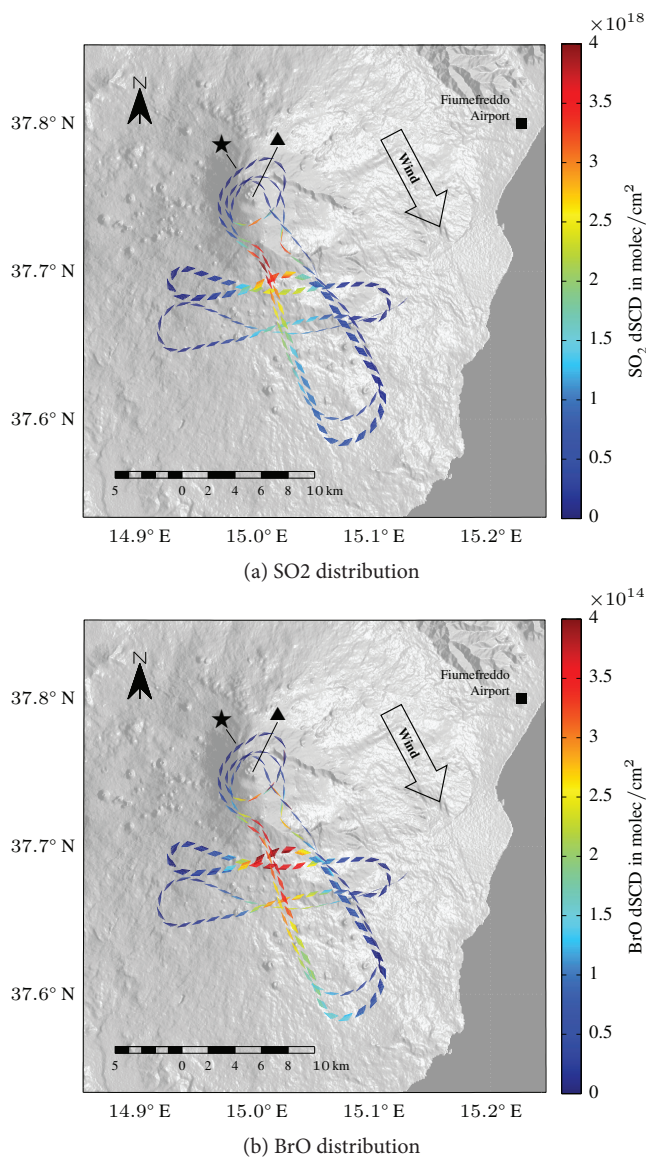 ×10¹⁸
N
Fiumefreddo
Airport
Wind
37.8° N
37.7° N
37.6° N
4
3.5
3
2.5
2
1.5
1
0.5
0
SO₂ dSCD in molec/cm²
5 0 2 4 6 8 10 km
14.9° E 15.0° E 15.1° E 15.2° E
(a) SO2 distribution
×10¹⁴
N
Fiumefreddo
Airport
Wind
37.8° N
37.7° N
37.6° N
4
3.5
3
2.5
2
1.5
1
0.5
0
BrO dSCD in molec/cm²
5 0 2 4 6 8 10 km
14.9° E 15.0° E 15.1° E 15.2° E
(b) BrO distribution